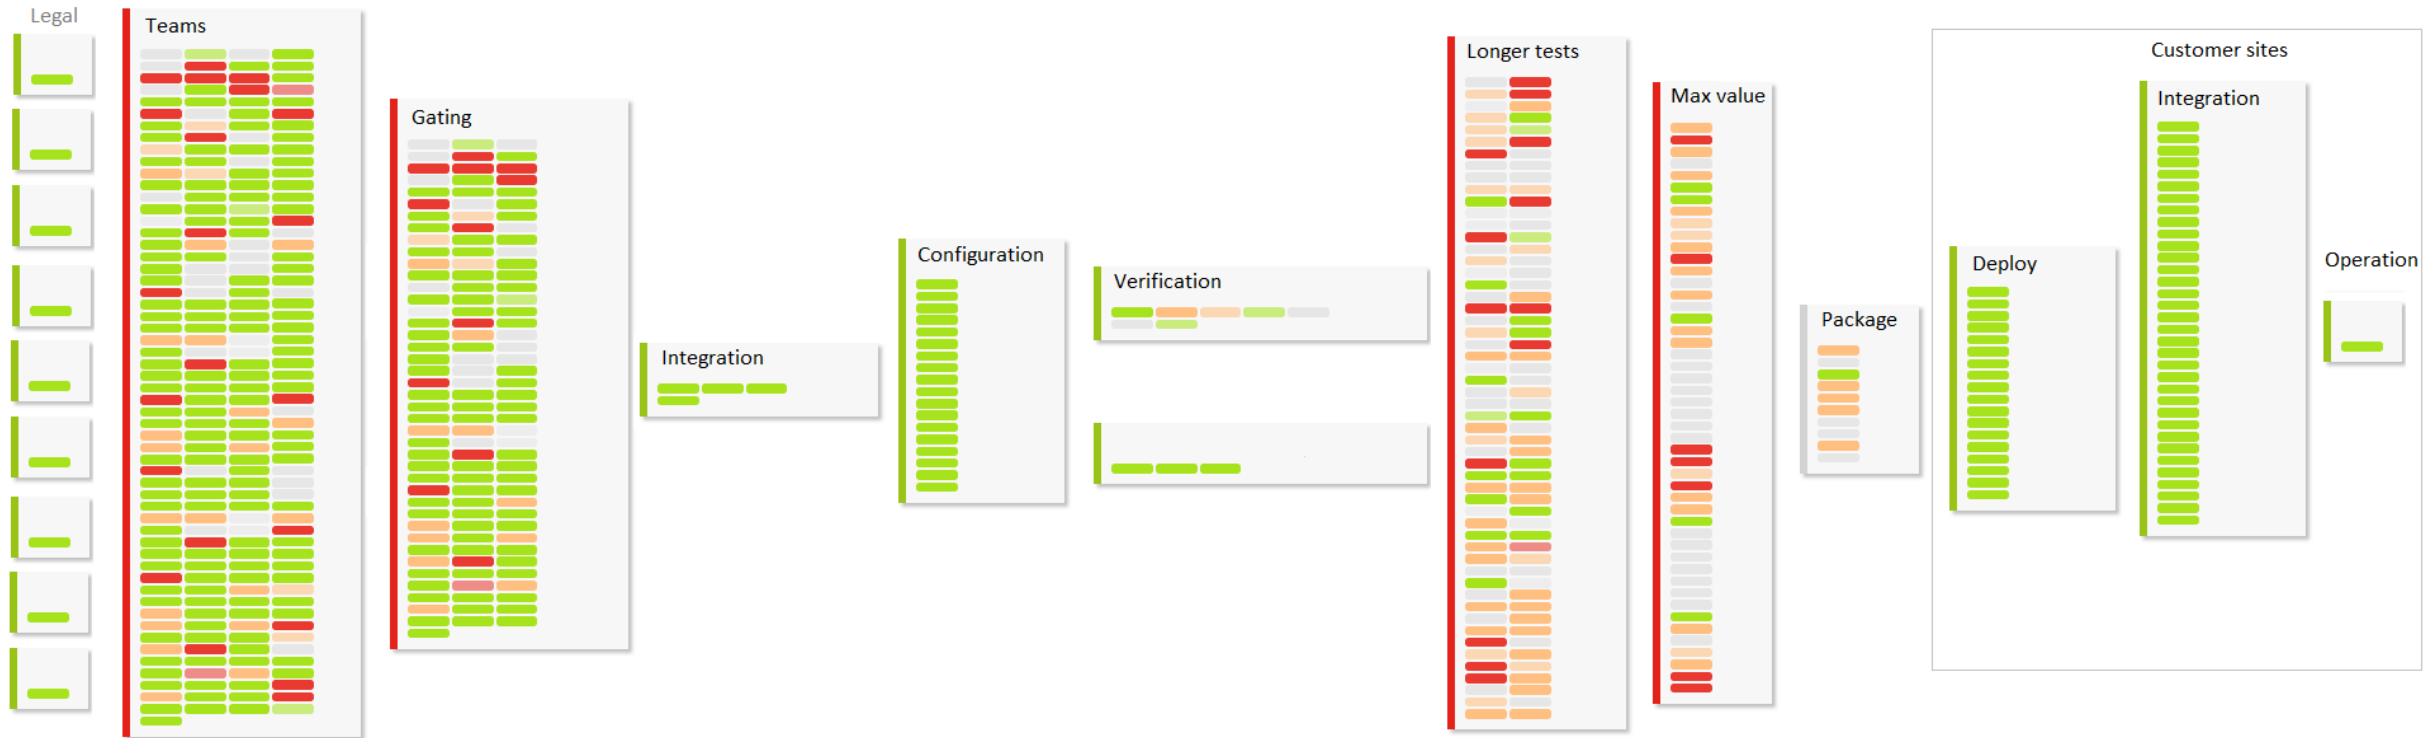 Legal
Teams
Gating
Integration
Configuration
Verification
Longer tests
Max value
Package
Customer sites
Deploy
Integration
Operation